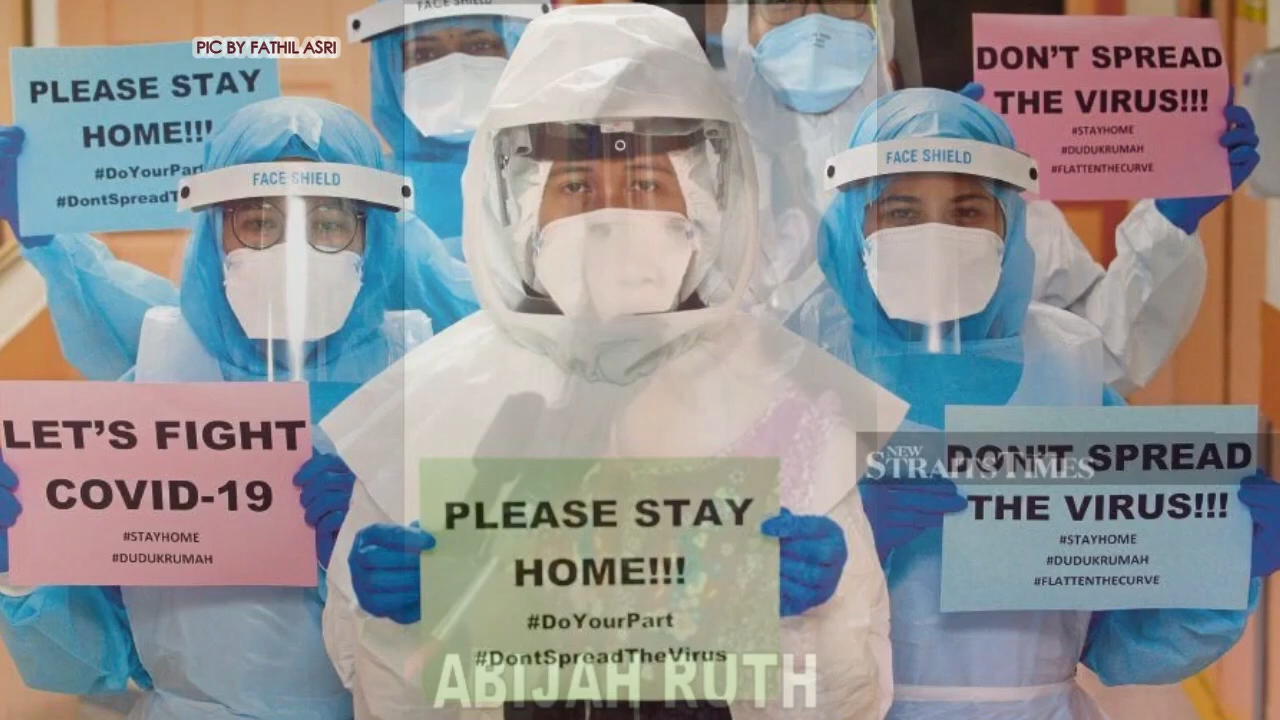 FACE SHIELD
PIC BY FATHIL ASRI
PLEASE STAY
HOME!!!
#DoYourPart
#DontSpreadT
DON'T SPREAD
THE VIRUS!!!
#STAYHOME
#DUDUKRUMAH
#FLATTENTHECURVE
FACE SHIELD
FACE SHIELD
LET'S FIGHT
COVID-19
#STAYHOME
#DUDUKRUMAH
PLEASE STAY
HOME!!!
#DoYourPart
#DontSpreadTheVirus
DON'T SPREAD
THE VIRUS!!!
#STAYHOME
#DUDUKRUMAH
#FLATTENTHECURVE
NEW
STRAITS TIMES
ABIJAH RUTH